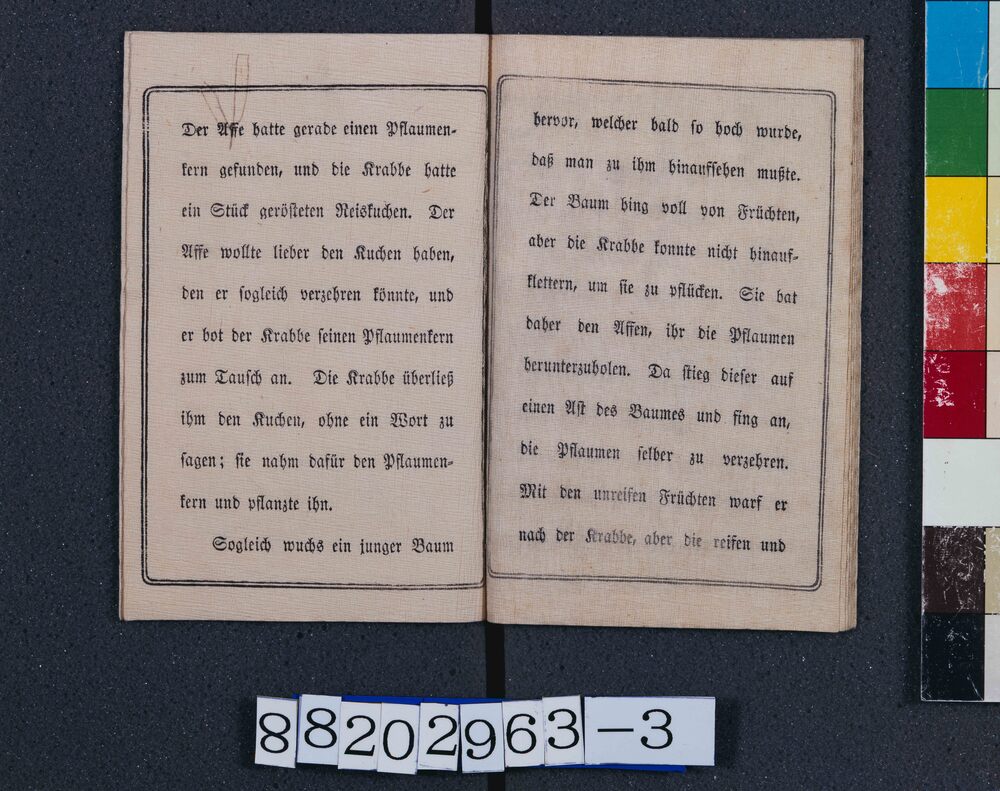 Der Affe hatte gerade einen Pflaumen-
kern gefunden, und die Krabbe hatte
ein Stück gerösteten Reiskuchen. Der
Affe wollte lieber den Kuchen haben,
den er sogleich verzehren könnte, und
er bot der Krabbe seinen Pflaumenkern
zum Tausch an. Die Krabbe überließ
ihm den Kuchen, ohne ein Wort zu
sagen; sie nahm dafür den Pflaumen-
kern und pflanzte ihn.
Sogleich wuchs ein junger Baum
hervor, welcher bald so hoch wurde,
daß man zu ihm hinaufsehen mußte.
Der Baum hing voll von Früchten,
aber die Krabbe konnte nicht hinauf-
klettern, um sie zu pflücken. Sie bat
daher den Affen, ihr die Pflaumen
herunterzuholen. Da stieg dieser auf
einen Ast des Baumes und fing an,
die Pflaumen selber zu verzehren.
Mit den unreifen Früchten warf er
nach der Krabbe, aber die reifen und
88202963-3